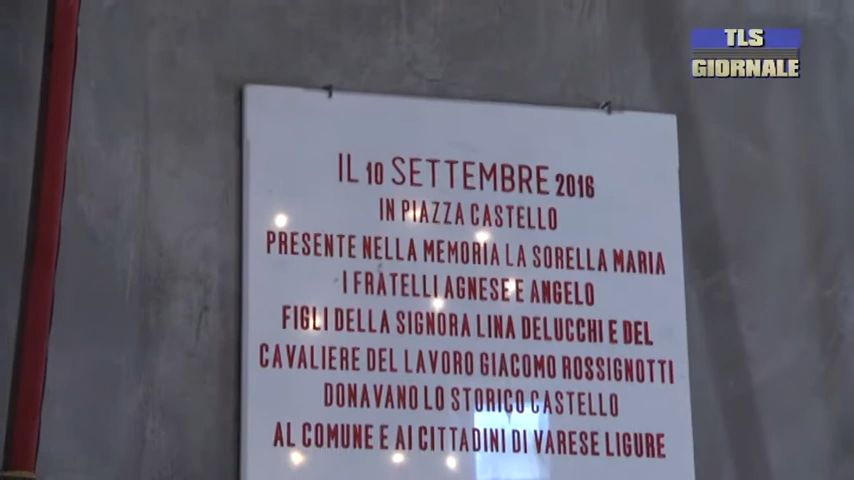 TLS
GIORNALE
IL 10 SETTEMBRE 2016
IN PIAZZA CASTELLO
PRESENTE NELLA MEMORIA LA SORELLA MARIA
I FRATELLI AGNESE E ANGELO
FIGLI DELLA SIGNORA LINA DELUCCHI E DEL
CAVALIERE DEL LAVORO GIACOMO ROSSIGNOTTI
DONAVANO LO STORICO CASTELLO
AL COMUNE E AI CITTADINI DI VARESE LIGURE